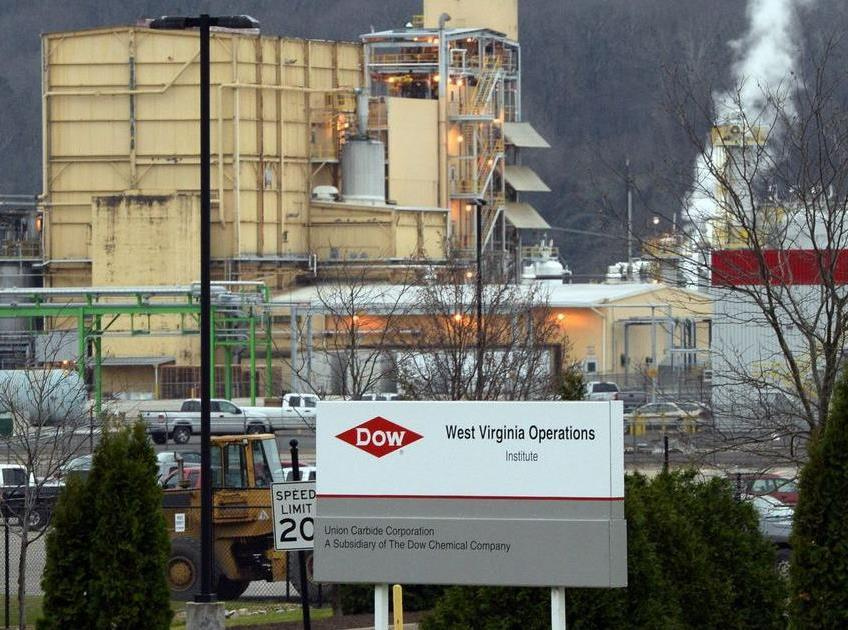 Dow
West Virginia Operations
Institute
SPEED
LIMIT
20
Union Carbide Corporation
A Subsidiary of The Dow Chemical Company